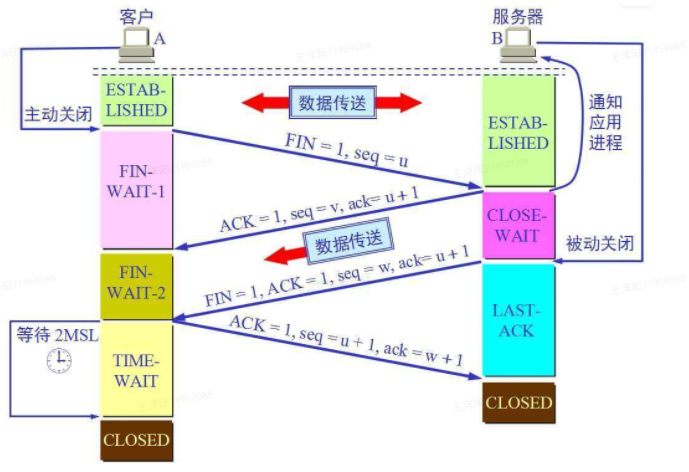 客户
A
服务器
B
ESTAB-
LISHED
数据传送
主动关闭
通知
应用
进程
ESTAB-
LISHED
FIN = 1, seq = u
FIN-
WAIT-1
ACK = 1, seq = v, ack= u + 1
CLOSE-
WAIT
数据传送
被动关闭
FIN-
WAIT-2
FIN = 1, ACK = 1, seq = w, ack= u + 1
LAST-
ACK
等待 2MSL
ACK = 1, seq = u + 1, ack = w + 1
TIME-
WAIT
CLOSED
CLOSED